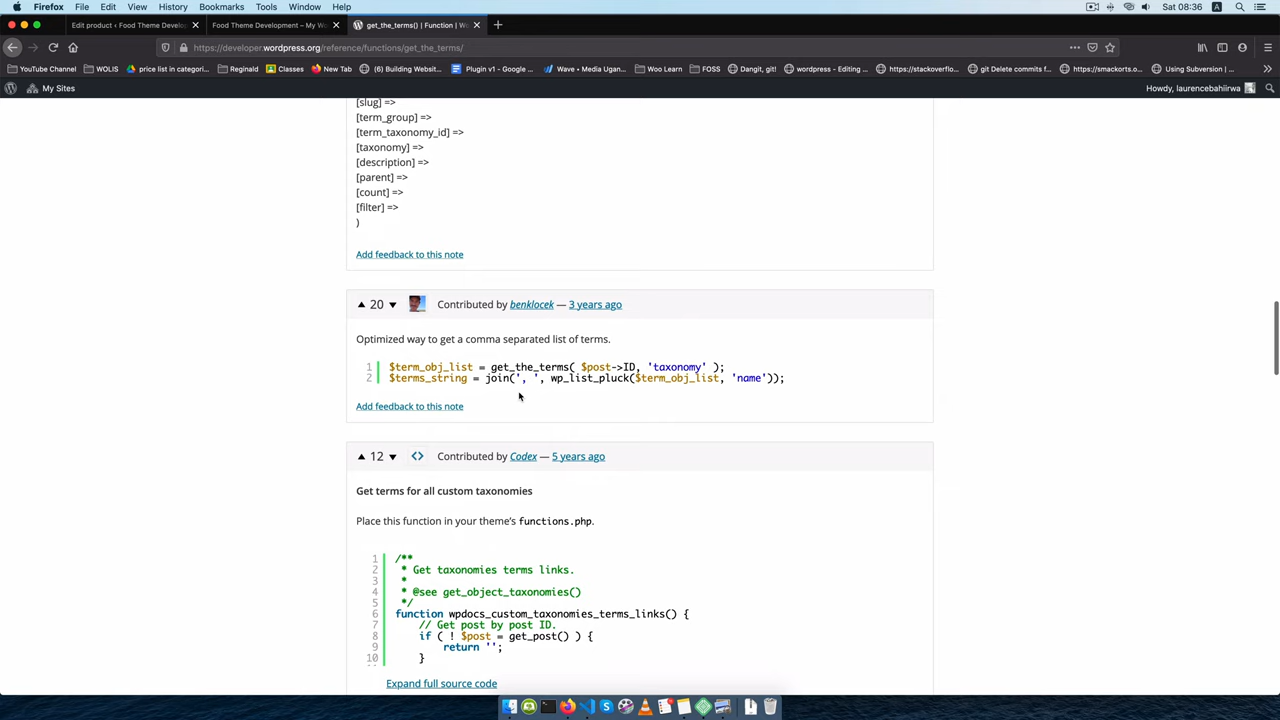 Firefox File Edit View History Bookmarks Tools Window Help Sat 08:36
Edit product ‹ Food Theme Develo... Food Theme Development – My W... get_the_terms() | Function | W...
https://developer.wordpress.org/reference/functions/get_the_terms/
YouTube Channel WOLIS price list in categori... Reginald Classes New Tab (6) Building Websit... Plugin v1 - Google ... Wave • Media Ugan... Woo Learn FOSS Dangit, git! wordpress - Editing ... https://stackoverflo... git Delete commits f... https://smackorts.o... Using Subversion (...
My Sites Howdy, laurencebahiirwa
[slug] =>
[term_group] =>
[term_taxonomy_id] =>
[taxonomy] =>
[description] =>
[parent] =>
[count] =>
[filter] =>
)
Add feedback to this note
20 Contributed by benklocek — 3 years ago
Optimized way to get a comma separated list of terms.
1 $term_obj_list = get_the_terms( $post->ID, 'taxonomy' );
2 $terms_string = join(', ', wp_list_pluck($term_obj_list, 'name'));
Add feedback to this note
12 Contributed by Codex — 5 years ago
Get terms for all custom taxonomies
Place this function in your theme's functions.php.
1 /**
2 * Get taxonomies terms links.
3 *
4 * @see get_object_taxonomies()
5 */
6 function wpdocs_custom_taxonomies_terms_links() {
7 // Get post by post ID.
8 if ( ! $post = get_post() ) {
9 return '';
10 }
Expand full source code